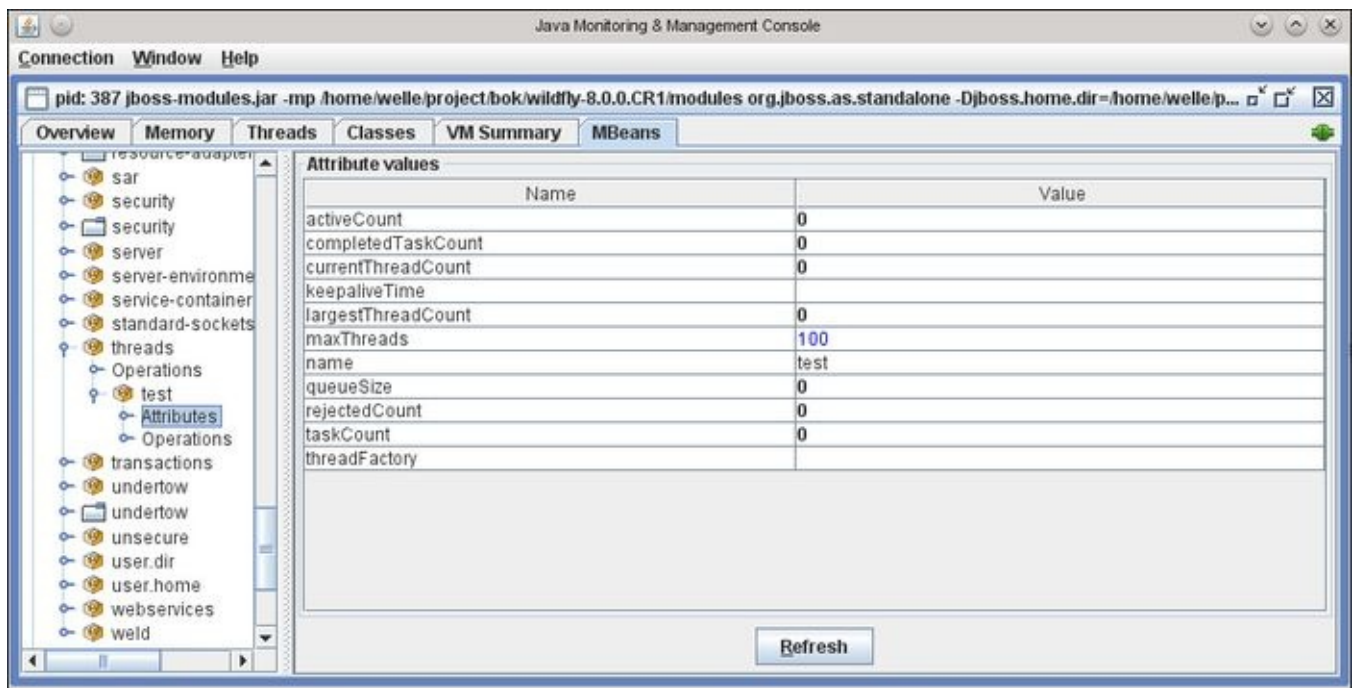 Java Monitoring & Management Console
Connection Window Help
pid: 387 jboss-modules.jar -mp /home/welle/project/bok/wildfly-8.0.0.CR1/modules org.jboss.as.standalone -Djboss.home.dir=/home/welle/p...
Overview Memory Threads Classes VM Summary MBeans
resource-adapter
sar
security
security
server
server-environme
service-container
standard-sockets
threads
Operations
test
Attributes
Operations
transactions
undertow
undertow
unsecure
user.dir
user.home
webservices
weld
Attribute values
Name Value
activeCount 0
completedTaskCount 0
currentThreadCount 0
keepaliveTime
largestThreadCount 0
maxThreads 100
name test
queueSize 0
rejectedCount 0
taskCount 0
threadFactory
Refresh